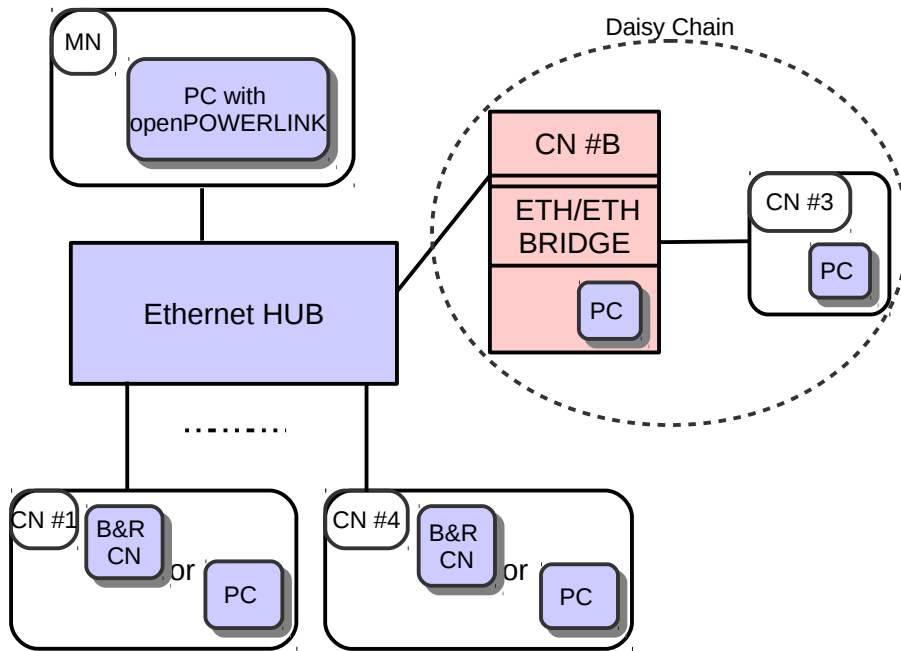 MN
PC with
openPOWERLINK
Daisy Chain
CN #B
ETH/ETH
BRIDGE
PC
CN #3
PC
Ethernet HUB
CN #1
B&R
CN
or
PC
CN #4
B&R
CN
or
PC